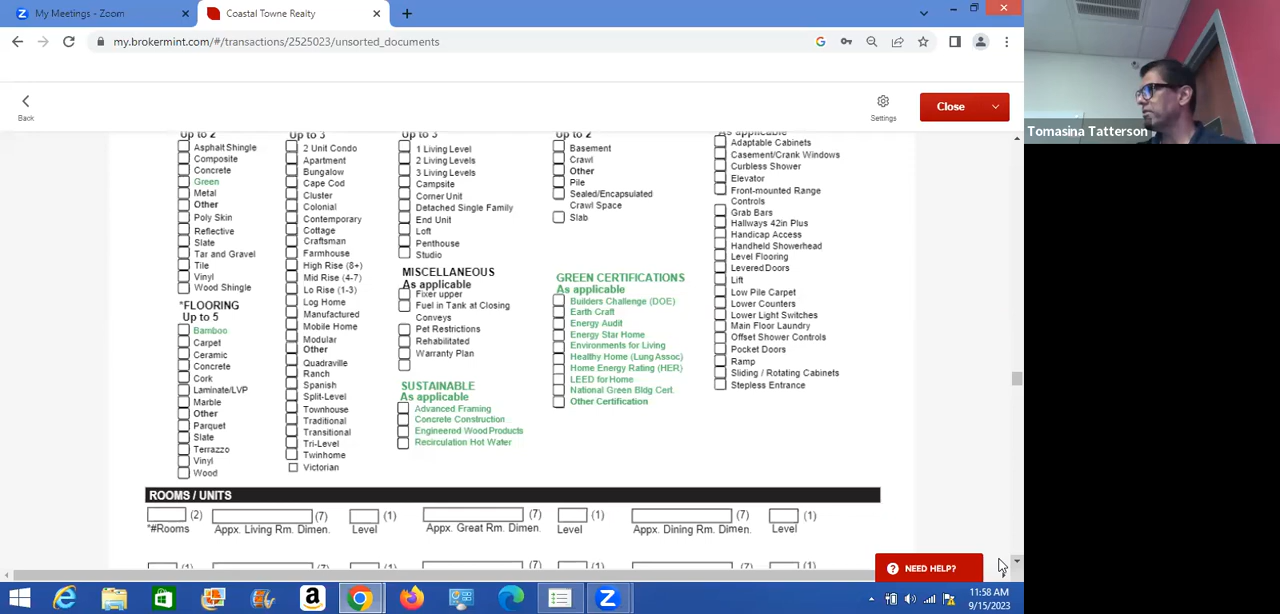 My Meetings - Zoom
Coastal Towne Realty
my.brokermint.com/#/transactions/2525023/unsorted_documents
Back
Settings
Close
Tomasina Tatterson
Up to 2
Asphalt Shingle
Composite
Concrete
Green
Metal
Other
Poly Skin
Reflective
Slate
Tar and Gravel
Tile
Vinyl
Wood Shingle
*FLOORING
Up to 5
Bamboo
Carpet
Ceramic
Concrete
Cork
Laminate/LVP
Marble
Other
Parquet
Slate
Terrazzo
Vinyl
Wood
Up to 3
2 Unit Condo
Apartment
Bungalow
Cape Cod
Cluster
Colonial
Contemporary
Cottage
Craftsman
Farmhouse
High Rise (8+)
Mid Rise (4-7)
Lo Rise (1-3)
Log Home
Manufactured
Mobile Home
Modular
Other
Quadraville
Ranch
Spanish
Split-Level
Townhouse
Traditional
Transitional
Tri-Level
Twinhome
Victorian
Up to 3
1 Living Level
2 Living Levels
3 Living Levels
Campsite
Corner Unit
Detached Single Family
End Unit
Loft
Penthouse
Studio
MISCELLANEOUS
As applicable
Fixer upper
Fuel in Tank at Closing
Conveys
Pet Restrictions
Rehabilitated
Warranty Plan
SUSTAINABLE
As applicable
Advanced Framing
Concrete Construction
Engineered Wood Products
Recirculation Hot Water
Up to 2
Basement
Crawl
Other
Pile
Sealed/Encapsulated
Crawl Space
Slab
GREEN CERTIFICATIONS
As applicable
Builders Challenge (DOE)
Earth Craft
Energy Audit
Energy Star Home
Environments for Living
Healthy Home (Lung Assoc)
Home Energy Rating (HER)
LEED for Home
National Green Bldg Cert.
Other Certification
As applicable
Adaptable Cabinets
Casement/Crank Windows
Curbless Shower
Elevator
Front-mounted Range
Controls
Grab Bars
Hallways 42in Plus
Handicap Access
Handheld Showerhead
Level Flooring
Levered Doors
Lift
Low Pile Carpet
Lower Counters
Lower Light Switches
Main Floor Laundry
Offset Shower Controls
Pocket Doors
Ramp
Sliding / Rotating Cabinets
Stepless Entrance
ROOMS / UNITS
(2) (7) (1) (7) (1) (7) (1)
*#Rooms Appx. Living Rm. Dimen. Level Appx. Great Rm. Dimen. Level Appx. Dining Rm. Dimen. Level
NEED HELP?
11:58 AM
9/15/2023